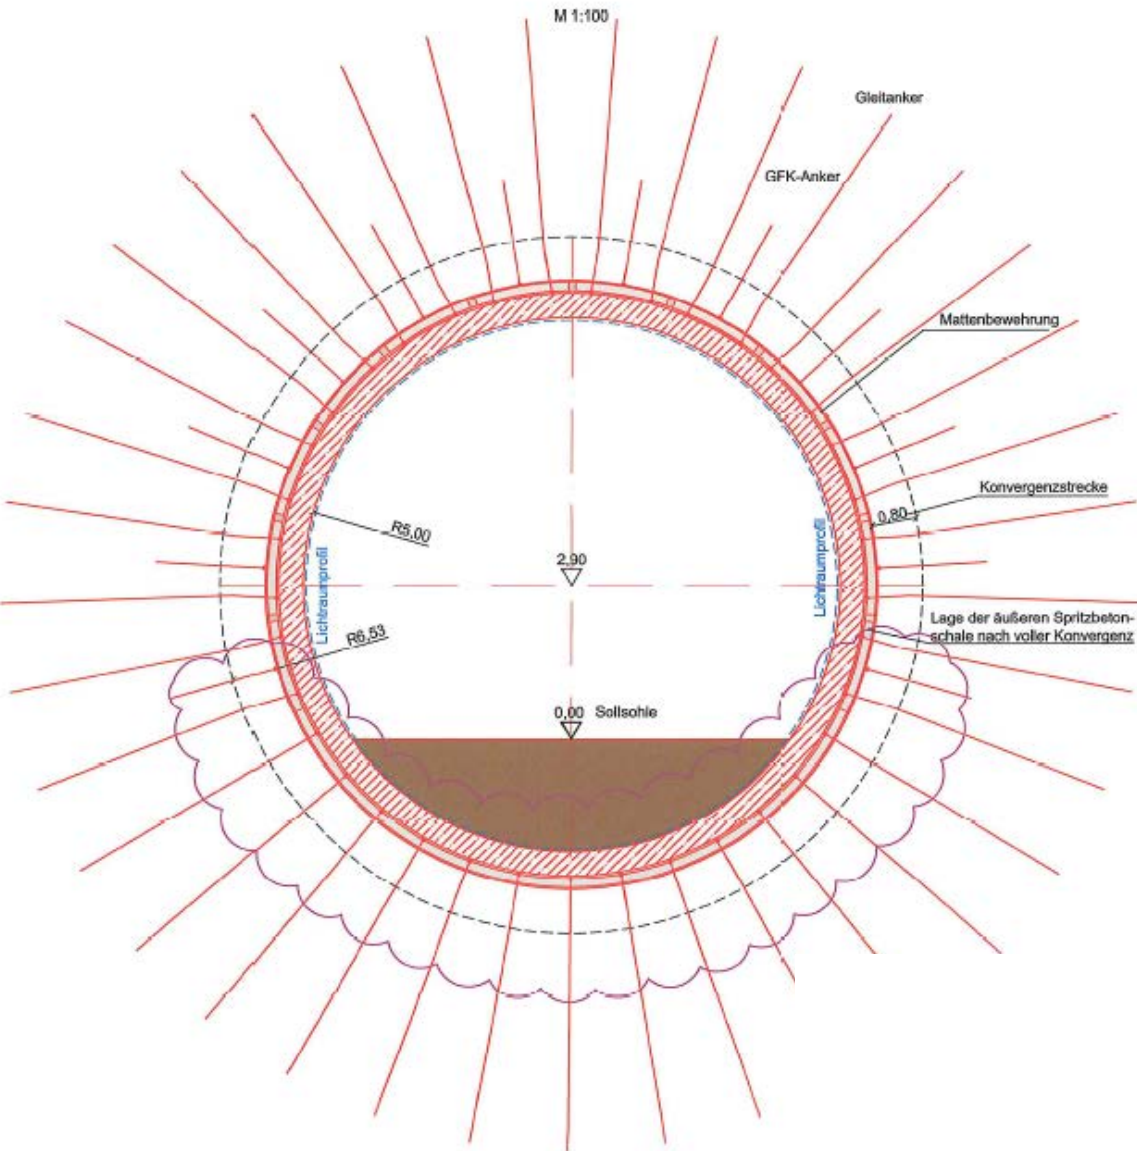 M 1:100
Gleitanker
GFK-Anker
Mattenbewehrung
Konvergenzstrecke
0,80
R5,00
Lichtraumprofil
2,90
Lichtraumprofil
R6,53
Lage der äußeren Spritzbeton-
schale nach voller Konvergenz
0,00 Sollsohle